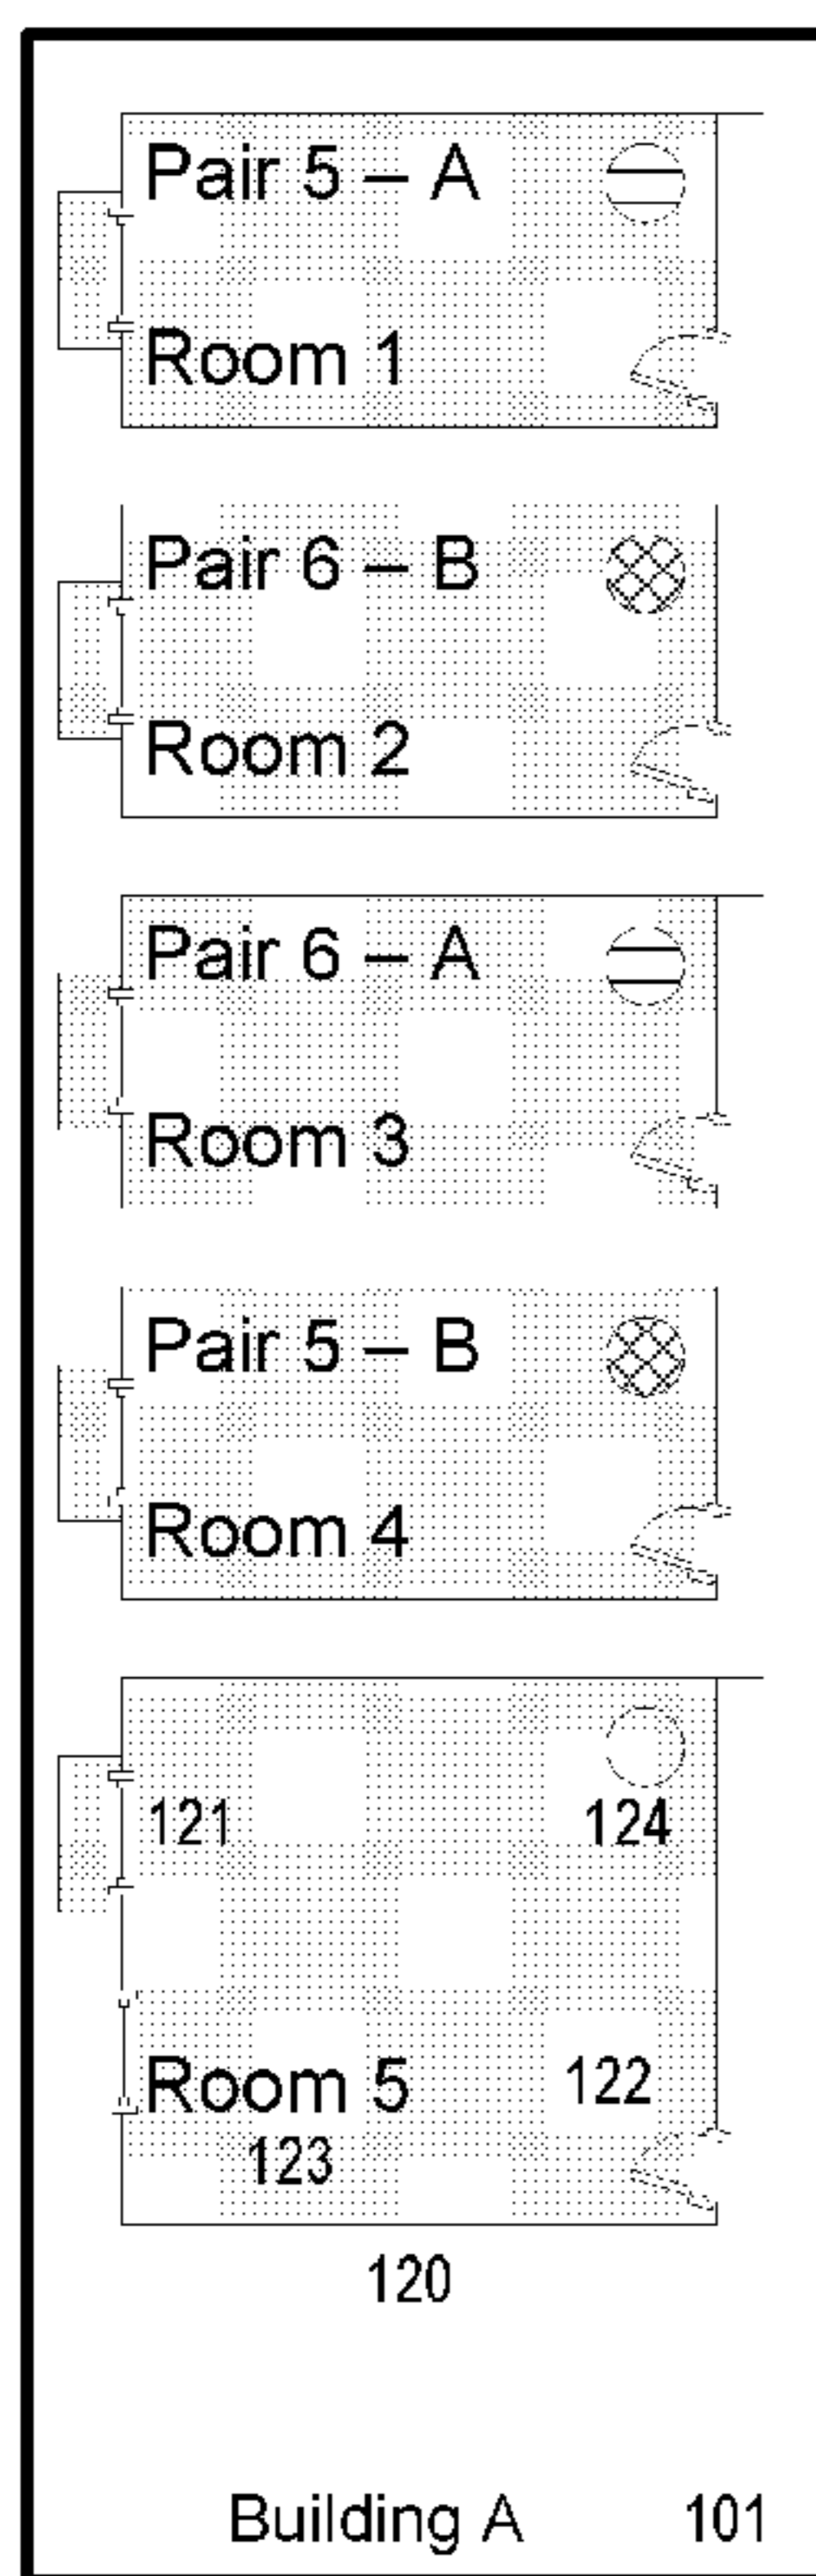 Pair 5 – A
Room 1
Pair 6 – B
Room 2
Pair 6 – A
Room 3
Pair 5 – B
Room 4
121
124
Room 5
122
123
120
Building A 101